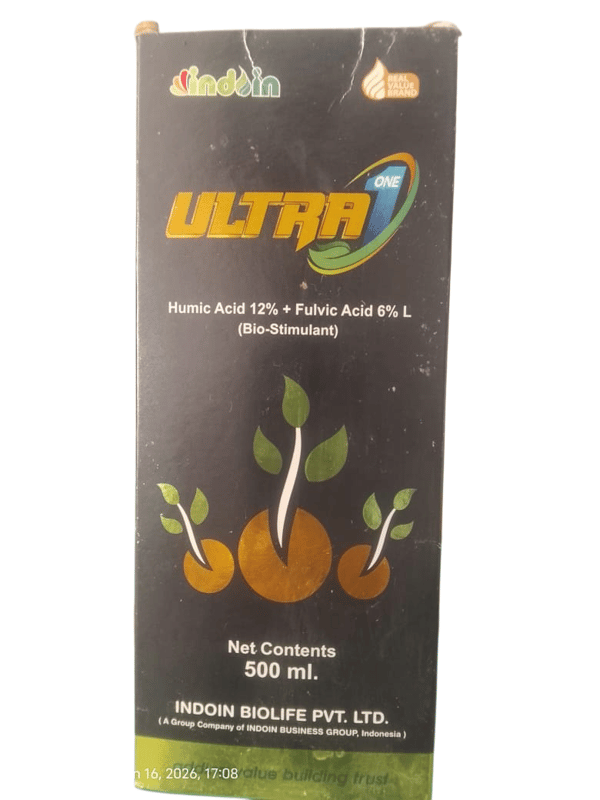 indoin
REAL
VALUE
BRAND
ULTRA 1
ONE
Humic Acid 12% + Fulvic Acid 6% L
(Bio-Stimulant)
Net Contents
500 ml.
INDOIN BIOLIFE PVT. LTD.
( A Group Company of INDOIN BUSINESS GROUP, Indonesia )
value building trust
16, 2026, 17:08